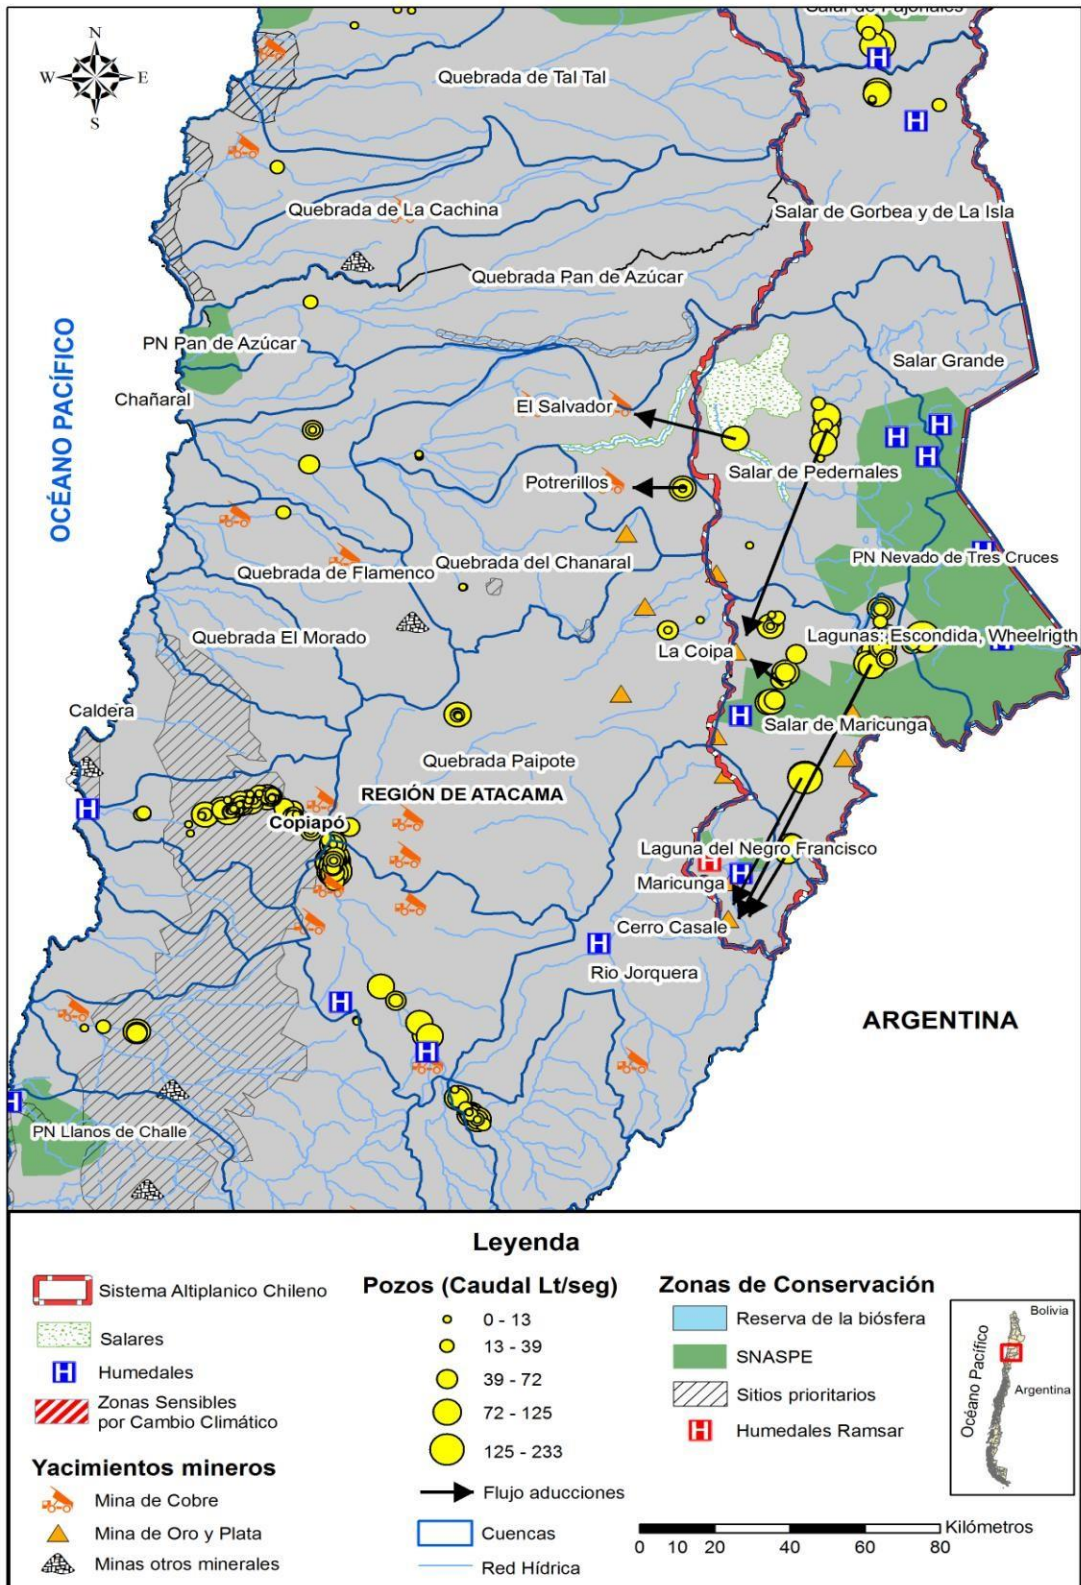 Salar de Pajonales
N
W
E
S
Quebrada de Tal Tal
Quebrada de La Cachina
Salar de Gorbea y de La Isla
Quebrada Pan de Azúcar
OCÉANO PACÍFICO
PN Pan de Azúcar
Salar Grande
Chañaral
El Salvador
Salar de Pedernales
Potrerillos
PN Nevado de Tres Cruces
Quebrada del Chanaral
Quebrada de Flamenco
Quebrada El Morado
Lagunas: Escondida, Wheelrigth
La Coipa
Caldera
Salar de Maricunga
Quebrada Paipote
REGIÓN DE ATACAMA
Copiapó
Laguna del Negro Francisco
Maricunga
Cerro Casale
Rio Jorquera
ARGENTINA
PN Llanos de Challe
Leyenda
Sistema Altiplanico Chileno
Salares
H Humedales
Zonas Sensibles
por Cambio Climático
Yacimientos mineros
Mina de Cobre
Mina de Oro y Plata
Minas otros minerales
Pozos (Caudal Lt/seg)
0 - 13
13 - 39
39 - 72
72 - 125
125 - 233
Flujo aducciones
Cuencas
Red Hídrica
Zonas de Conservación
Reserva de la biósfera
SNASPE
Sitios prioritarios
H Humedales Ramsar
Kilómetros
0 10 20 40 60 80
Océano Pacífico
Bolivia
Argentina